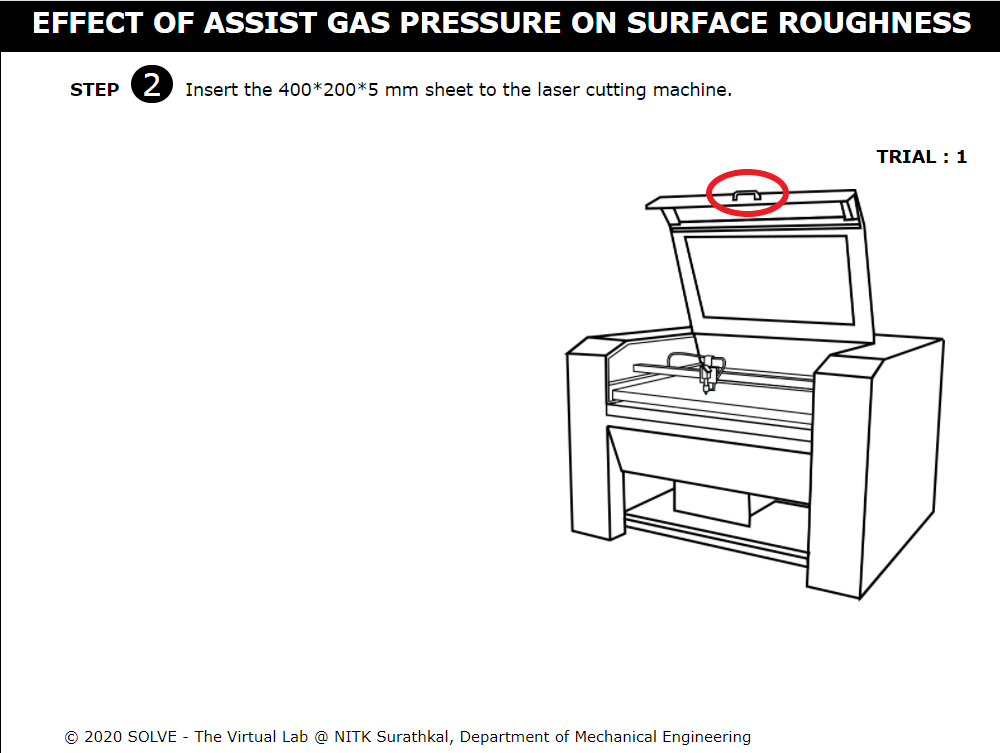 EFFECT OF ASSIST GAS PRESSURE ON SURFACE ROUGHNESS
STEP 2 Insert the 400*200*5 mm sheet to the laser cutting machine.
TRIAL : 1
© 2020 SOLVE - The Virtual Lab @ NITK Surathkal, Department of Mechanical Engineering